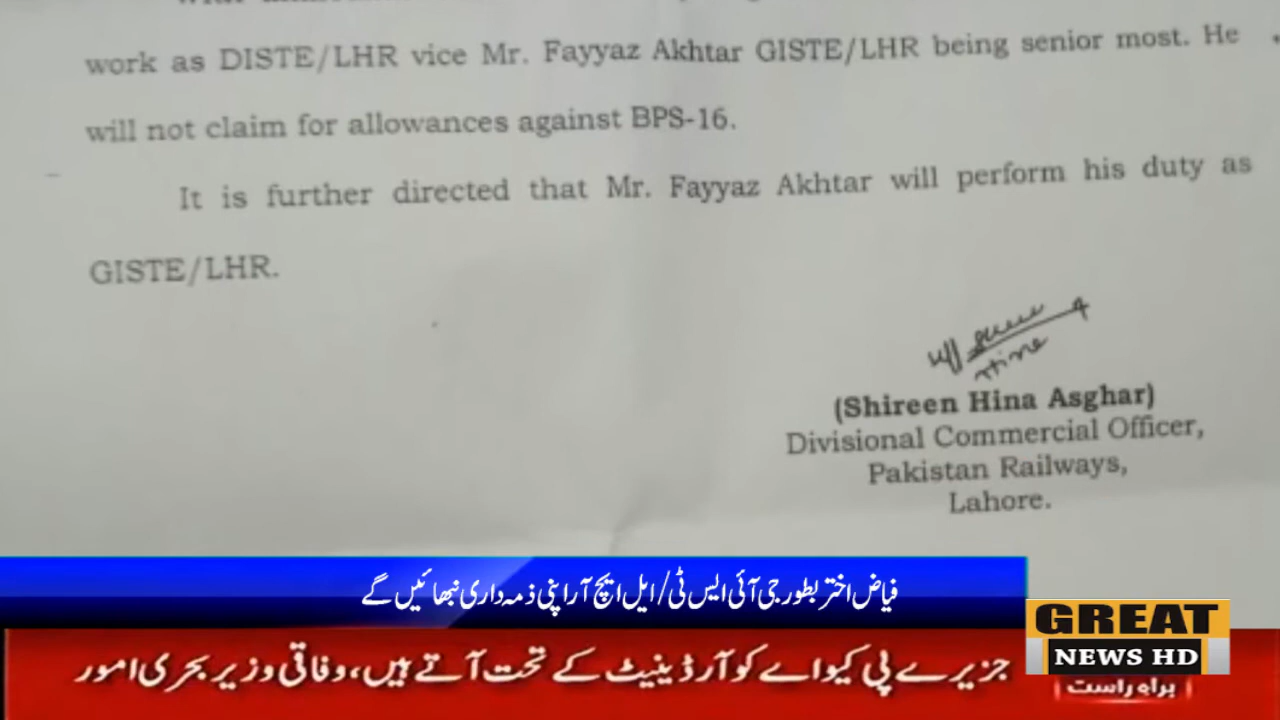 work as DISTE/LHR vice Mr. Fayyaz Akhtar GISTE/LHR being senior most. He
will not claim for allowances against BPS-16.
It is further directed that Mr. Fayyaz Akhtar will perform his duty as
GISTE/LHR.
(Shireen Hina Asghar)
Divisional Commercial Officer,
Pakistan Railways,
Lahore.
فیاض اختر بطور جی آئی ایس ٹی/ ایل ایچ آر اپنی ذمہ داری نبھائیں گے
GREAT
NEWS HD
جزیرے پی کیو اے کو آرڈینیٹ کے تحت آتے ہیں، وفاقی وزیر بحری امور
براہ راست